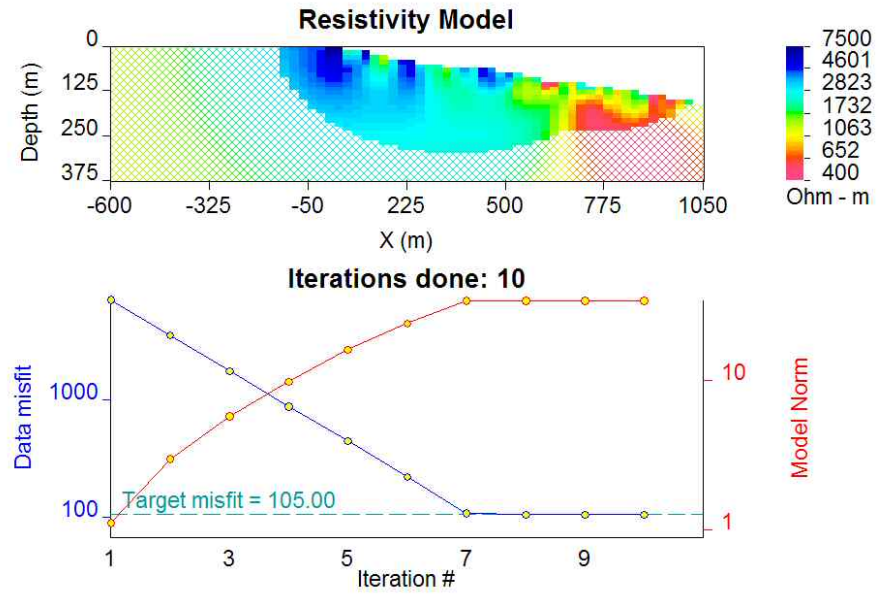 Resistivity Model
Depth (m)
0
125
250
375
-600 -325 -50 225 500 775 1050
X (m)
7500
4601
2823
1732
1063
652
400
Ohm - m
Iterations done: 10
Data misfit
1000
100
Target misfit = 105.00
10
1
Model Norm
1 3 5 7 9
Iteration #